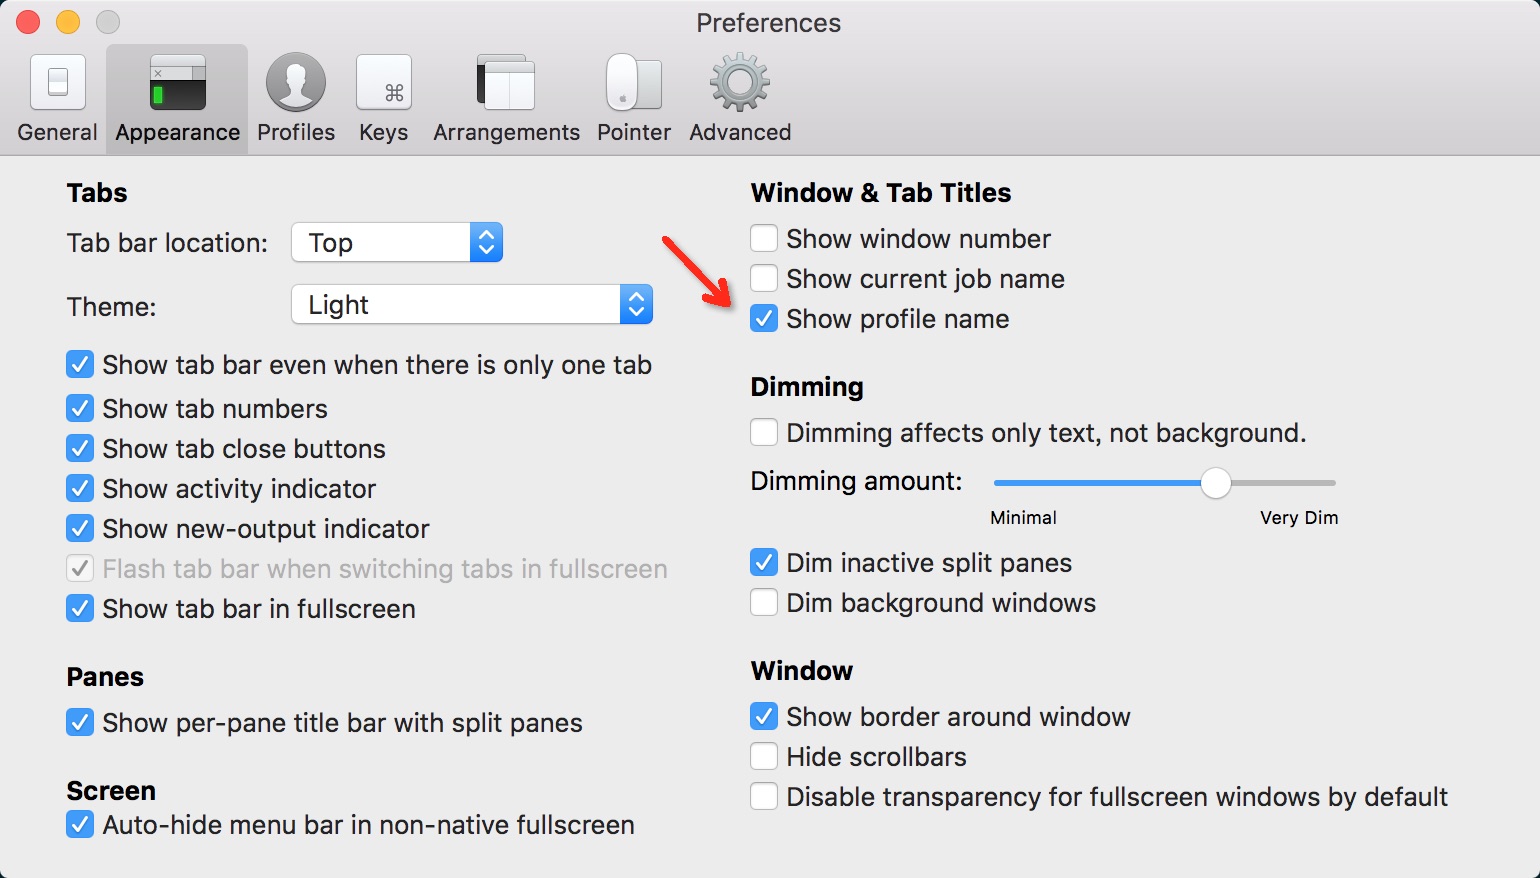 Preferences
General Appearance Profiles Keys Arrangements Pointer Advanced
Tabs
Tab bar location: Top
Theme: Light
Show tab bar even when there is only one tab
Show tab numbers
Show tab close buttons
Show activity indicator
Show new-output indicator
Flash tab bar when switching tabs in fullscreen
Show tab bar in fullscreen
Panes
Show per-pane title bar with split panes
Screen
Auto-hide menu bar in non-native fullscreen
Window & Tab Titles
Show window number
Show current job name
Show profile name
Dimming
Dimming affects only text, not background.
Dimming amount:
Minimal Very Dim
Dim inactive split panes
Dim background windows
Window
Show border around window
Hide scrollbars
Disable transparency for fullscreen windows by default